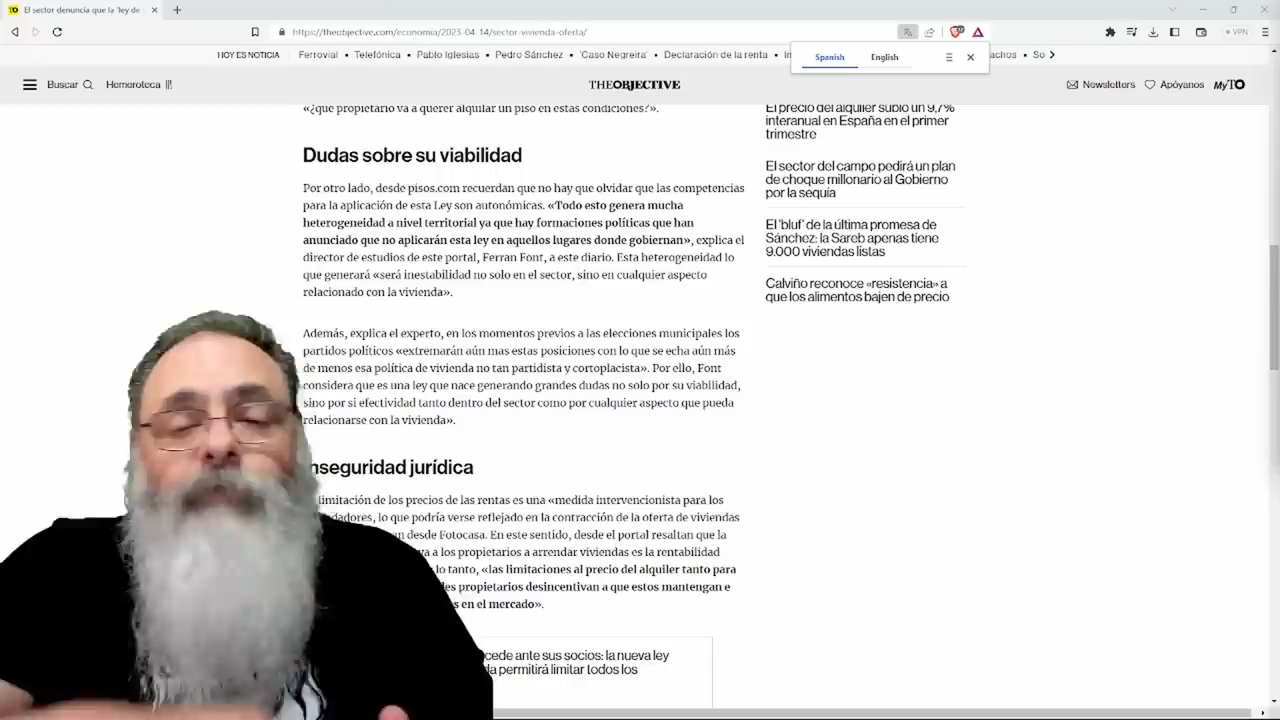 El sector denuncia que la 'ley de
https://theobjective.com/economia/2023-04-14/sector-vivienda-oferta/
VPN
HOY ES NOTICIA Ferrovial • Telefónica • Pablo Iglesias • Pedro Sánchez • 'Caso Negreira' • Declaración de la renta • In
achos • So
Spanish English
Buscar Hemeroteca
THEOBJECTIVE
Newsletters Apóyanos MyTO
«¿qué propietario va a querer alquilar un piso en estas condiciones?».
Dudas sobre su viabilidad
Por otro lado, desde pisos.com recuerdan que no hay que olvidar que las competencias
para la aplicación de esta Ley son autonómicas. «Todo esto genera mucha
heterogeneidad a nivel territorial ya que hay formaciones políticas que han
anunciado que no aplicarán esta ley en aquellos lugares donde gobiernan», explica el
director de estudios de este portal, Ferran Font, a este diario. Esta heterogeneidad lo
que generará «será inestabilidad no solo en el sector, sino en cualquier aspecto
relacionado con la vivienda».
Además, explica el experto, en los momentos previos a las elecciones municipales los
partidos políticos «extremarán aún mas estas posiciones con lo que se echa aún más
de menos esa política de vivienda no tan partidista y cortoplacista». Por ello, Font
considera que es una ley que nace generando grandes dudas no solo por su viabilidad,
sino por si efectividad tanto dentro del sector como por cualquier aspecto que pueda
relacionarse con la vivienda».
nseguridad jurídica
limitación de los precios de las rentas es una «medida intervencionista para los
dadores, lo que podría verse reflejado en la contracción de la oferta de viviendas
an desde Fotocasa. En este sentido, desde el portal resaltan que la
va a los propietarios a arrendar viviendas es la rentabilidad
lo tanto, «las limitaciones al precio del alquiler tanto para
des propietarios desincentivan a que estos mantengan e
s en el mercado».
cede ante sus socios: la nueva ley
da permitirá limitar todos los
El precio del alquiler subió un 9,7%
interanual en España en el primer
trimestre
El sector del campo pedirá un plan
de choque millonario al Gobierno
por la sequía
El 'bluf' de la última promesa de
Sánchez: la Sareb apenas tiene
9.000 viviendas listas
Calviño reconoce «resistencia» a
que los alimentos bajen de precio